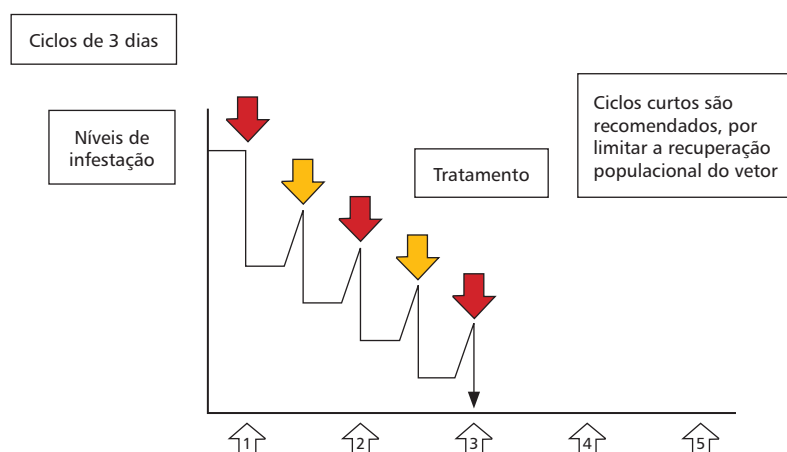 Ciclos de 3 dias
Níveis de
infestação
Tratamento
Ciclos curtos são
recomendados, por
limitar a recuperação
populacional do vetor
1
2
3
4
5